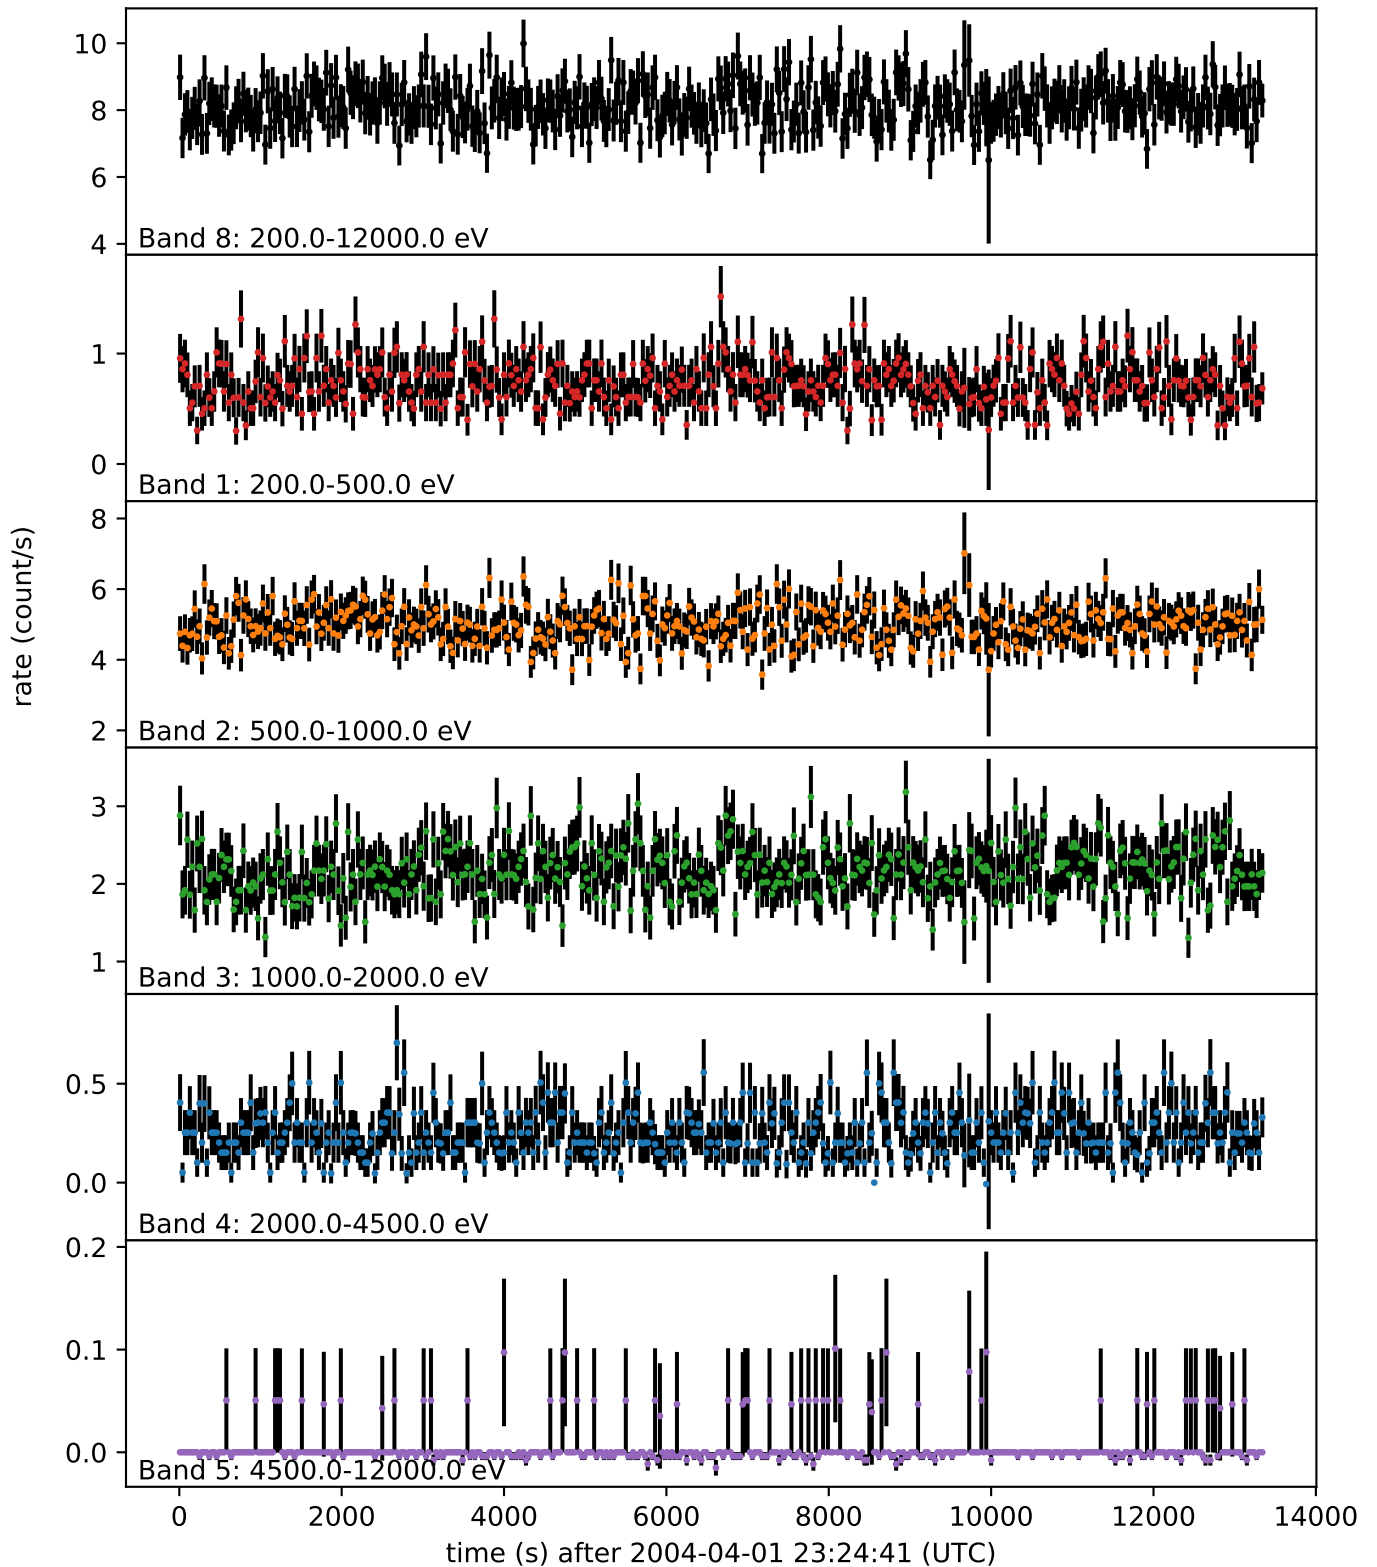 10
8
6
4
Band 8: 200.0-12000.0 eV
1
0
Band 1: 200.0-500.0 eV
8
6
4
2
Band 2: 500.0-1000.0 eV
rate (count/s)
3
2
1
Band 3: 1000.0-2000.0 eV
0.5
0.0
Band 4: 2000.0-4500.0 eV
0.2
0.1
0.0
Band 5: 4500.0-12000.0 eV
0 2000 4000 6000 8000 10000 12000 14000
time (s) after 2004-04-01 23:24:41 (UTC)